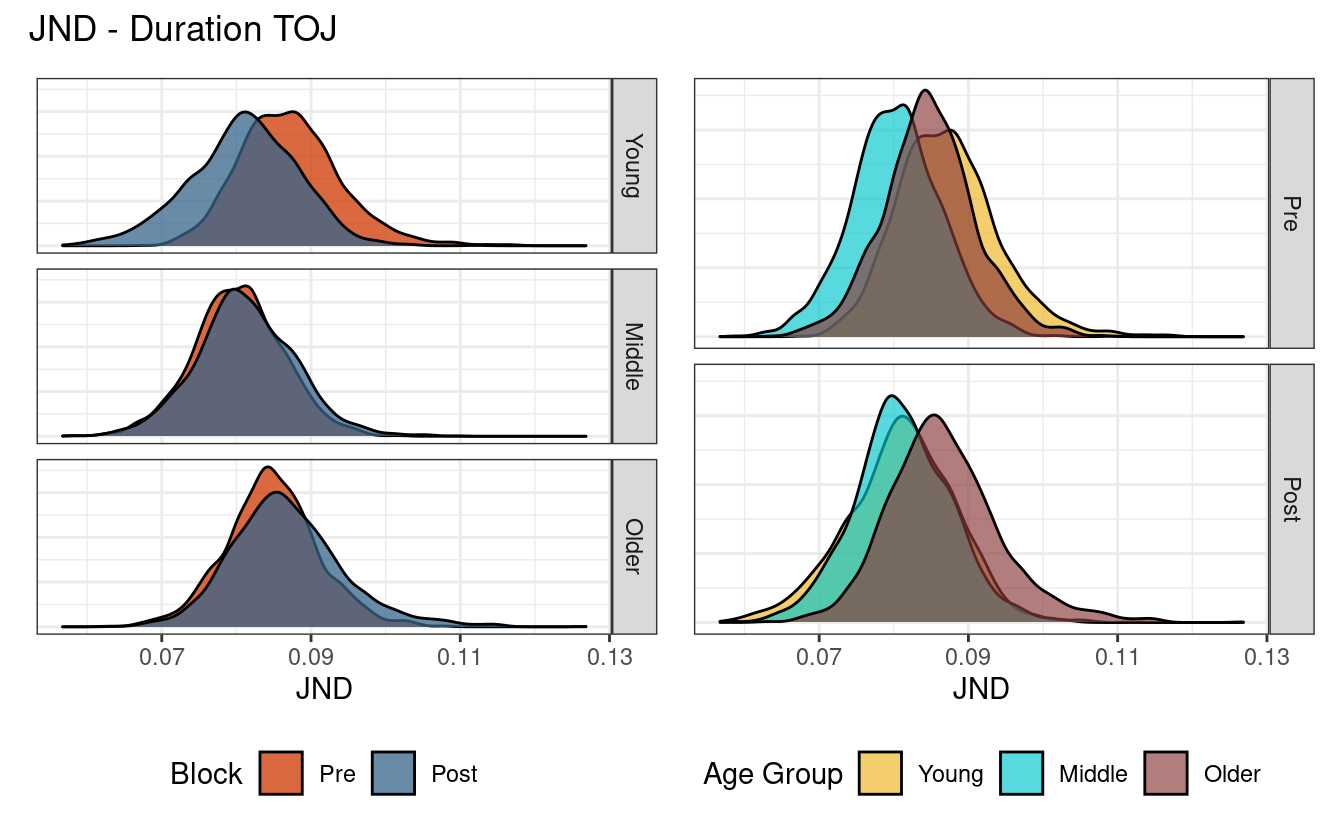 JND - Duration TOJ
Young
Middle
Older
0.07 0.09 0.11 0.13
JND
Block Pre Post
Pre
Post
0.07 0.09 0.11 0.13
JND
Age Group Young Middle Older